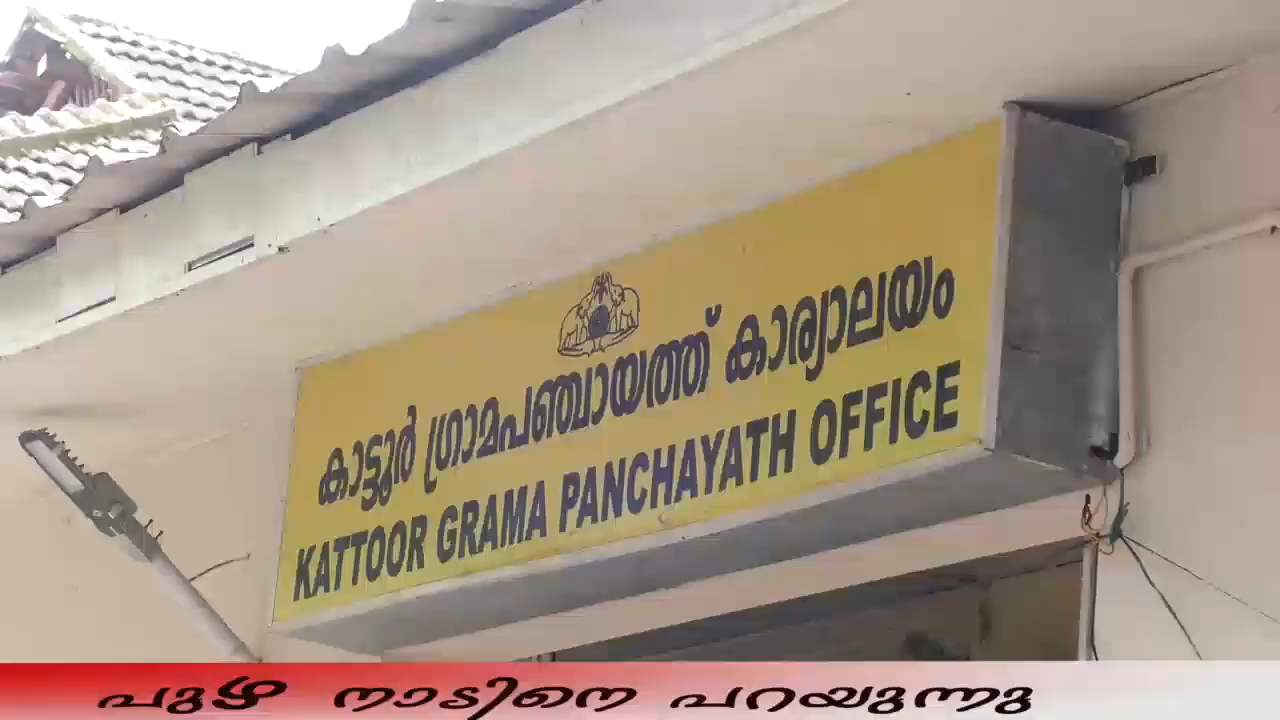 കാട്ടൂർ ഗ്രാമപഞ്ചായത്ത് കാര്യാലയം
KATTOOR GRAMA PANCHAYATH OFFICE
പുഴ നാടിനെ പറയുന്നു